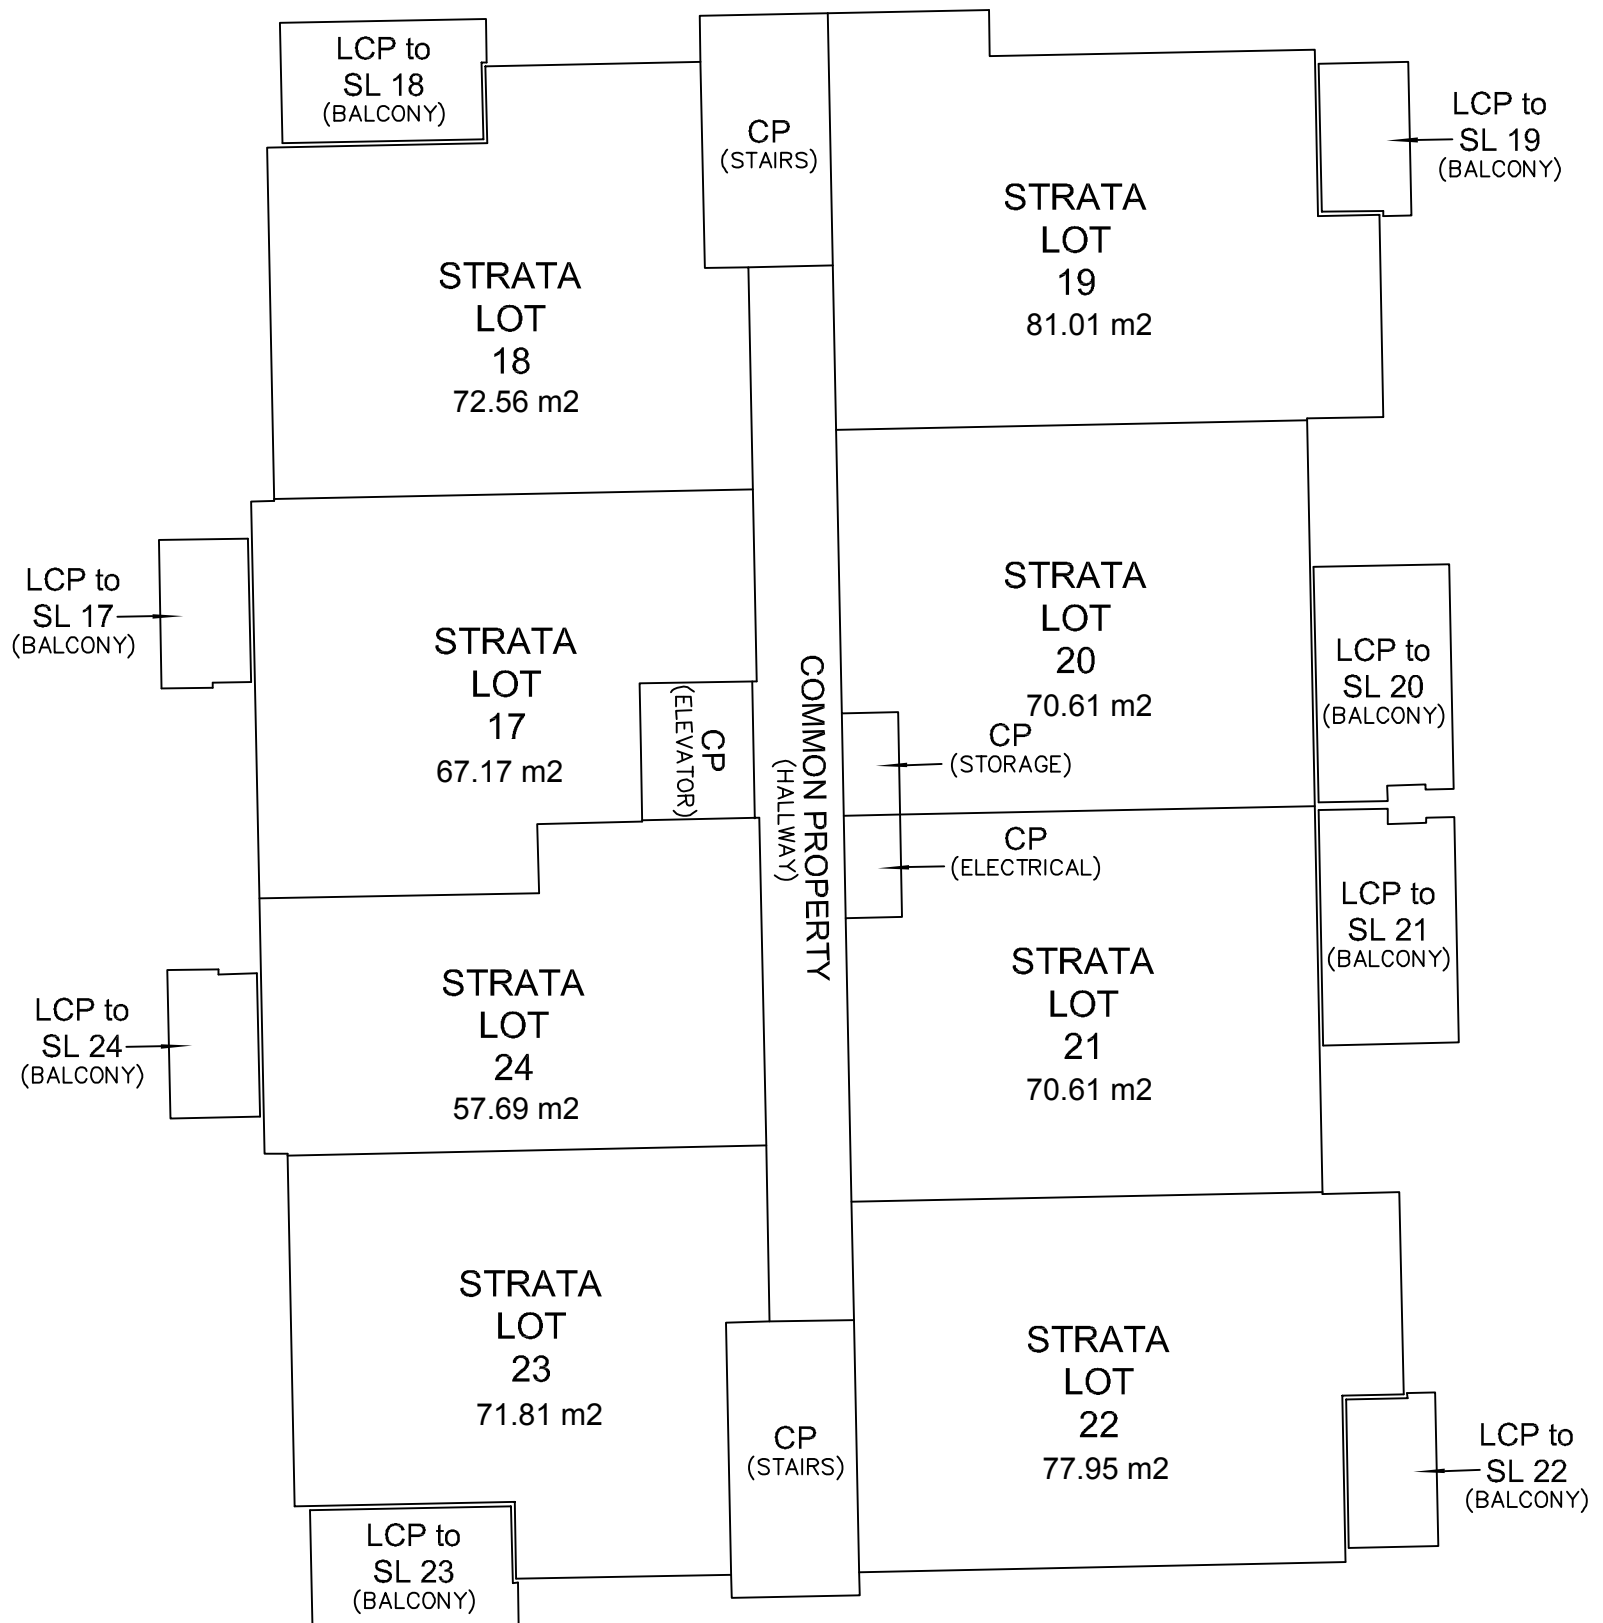 LCP to
SL 18
(BALCONY)
CP
(STAIRS)
LCP to
SL 19
(BALCONY)
STRATA
LOT
19
81.01 m2
STRATA
LOT
18
72.56 m2
LCP to
SL 17
(BALCONY)
STRATA
LOT
17
67.17 m2
CP
(ELEVATOR)
COMMON PROPERTY
(HALLWAY)
STRATA
LOT
20
70.61 m2
CP
(STORAGE)
LCP to
SL 20
(BALCONY)
CP
(ELECTRICAL)
LCP to
SL 21
(BALCONY)
STRATA
LOT
21
70.61 m2
LCP to
SL 24
(BALCONY)
STRATA
LOT
24
57.69 m2
STRATA
LOT
23
71.81 m2
STRATA
LOT
22
77.95 m2
CP
(STAIRS)
LCP to
SL 22
(BALCONY)
LCP to
SL 23
(BALCONY)